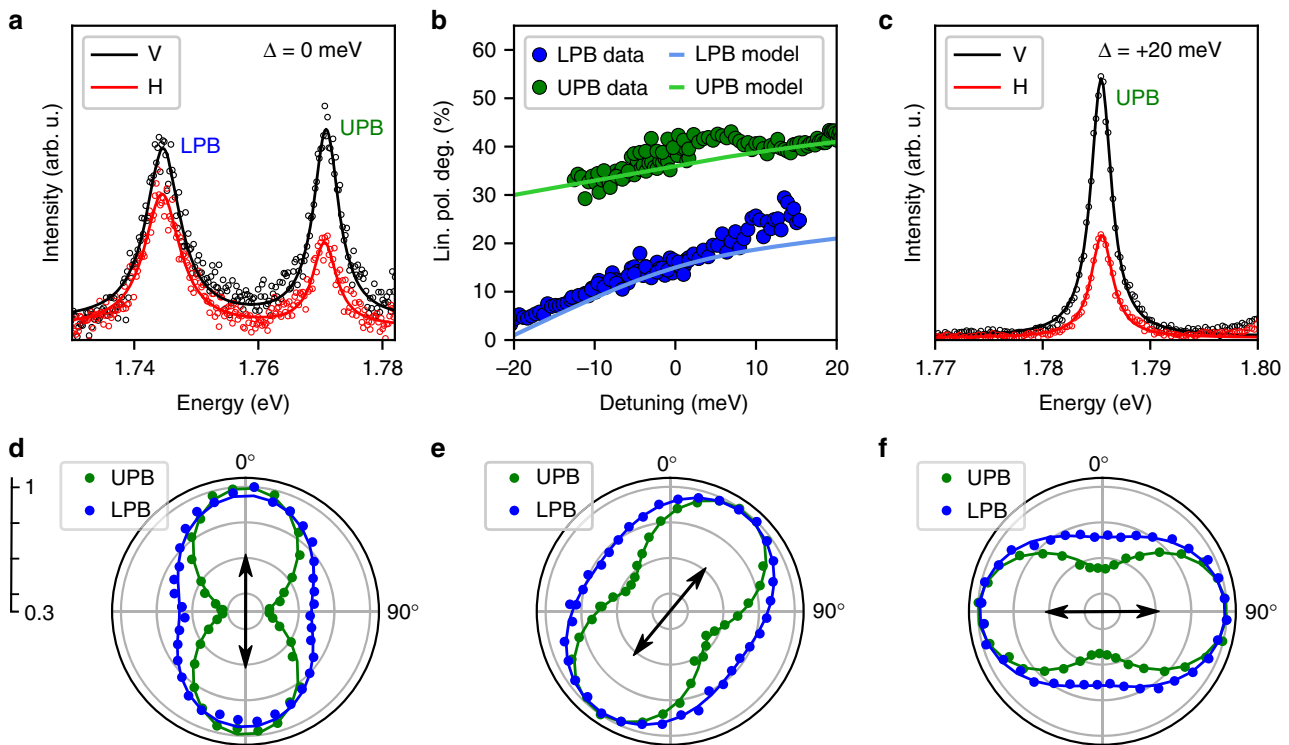 a
Intensity (arb. u.)
V
H
Δ = 0 meV
LPB
UPB
1.74
1.76
1.78
Energy (eV)
b
Lin. pol. deg. (%)
60
50
40
30
20
10
0
LPB data
LPB model
UPB data
UPB model
–20
–10
0
10
20
Detuning (meV)
c
Intensity (arb. u.)
V
H
Δ = +20 meV
UPB
1.77
1.78
1.79
1.80
Energy (eV)
d
UPB
LPB
0°
90°
1
0.3
e
UPB
LPB
0°
90°
f
UPB
LPB
0°
90°